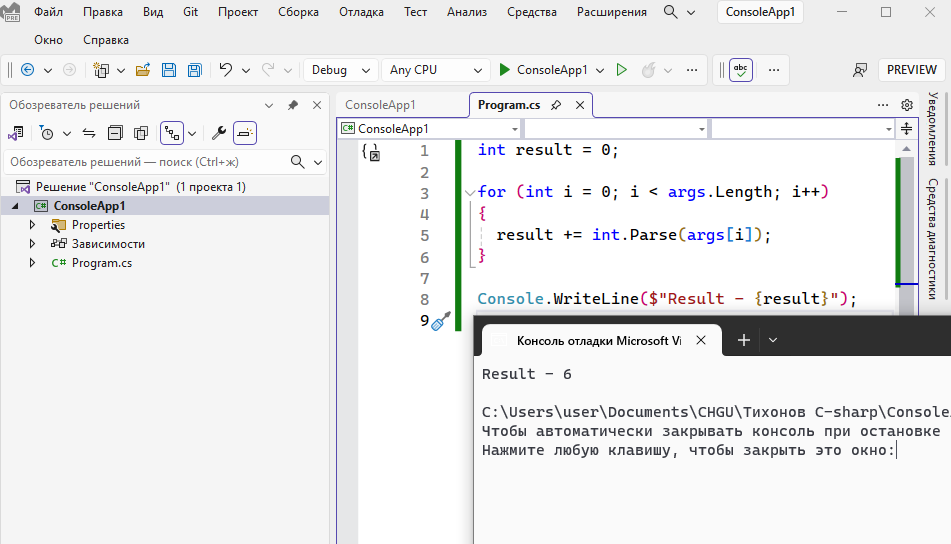 PRE Файл Правка Вид Git Проект Сборка Отладка Тест Анализ Средства Расширения ConsoleApp1
Окно Справка
Debug Any CPU ConsoleApp1 abc PREVIEW
Обозреватель решений
Обозреватель решений — поиск (Ctrl+ж)
Решение "ConsoleApp1" (1 проекта 1)
C# ConsoleApp1
Properties
Зависимости
C# Program.cs
ConsoleApp1 Program.cs
C# ConsoleApp1
1 int result = 0;
2
3 for (int i = 0; i < args.Length; i++)
4 {
5 result += int.Parse(args[i]);
6 }
7
8 Console.WriteLine($"Result - {result}");
9
Уведомления
Средства диагностики
Консоль отладки Microsoft Vi
Result - 6
C:\Users\user\Documents\CHGU\Тихонов C-sharp\Console
Чтобы автоматически закрывать консоль при остановке
Нажмите любую клавишу, чтобы закрыть это окно: